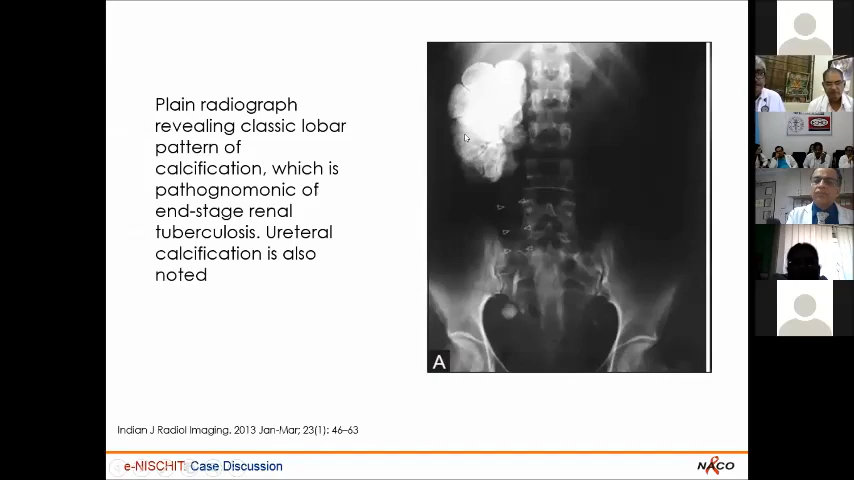 Plain radiograph
revealing classic lobar
pattern of
calcification, which is
pathognomonic of
end-stage renal
tuberculosis. Ureteral
calcification is also
noted
A
Indian J Radiol Imaging. 2013 Jan-Mar; 23(1): 46–63
e-NISCHIT: Case Discussion
NACO